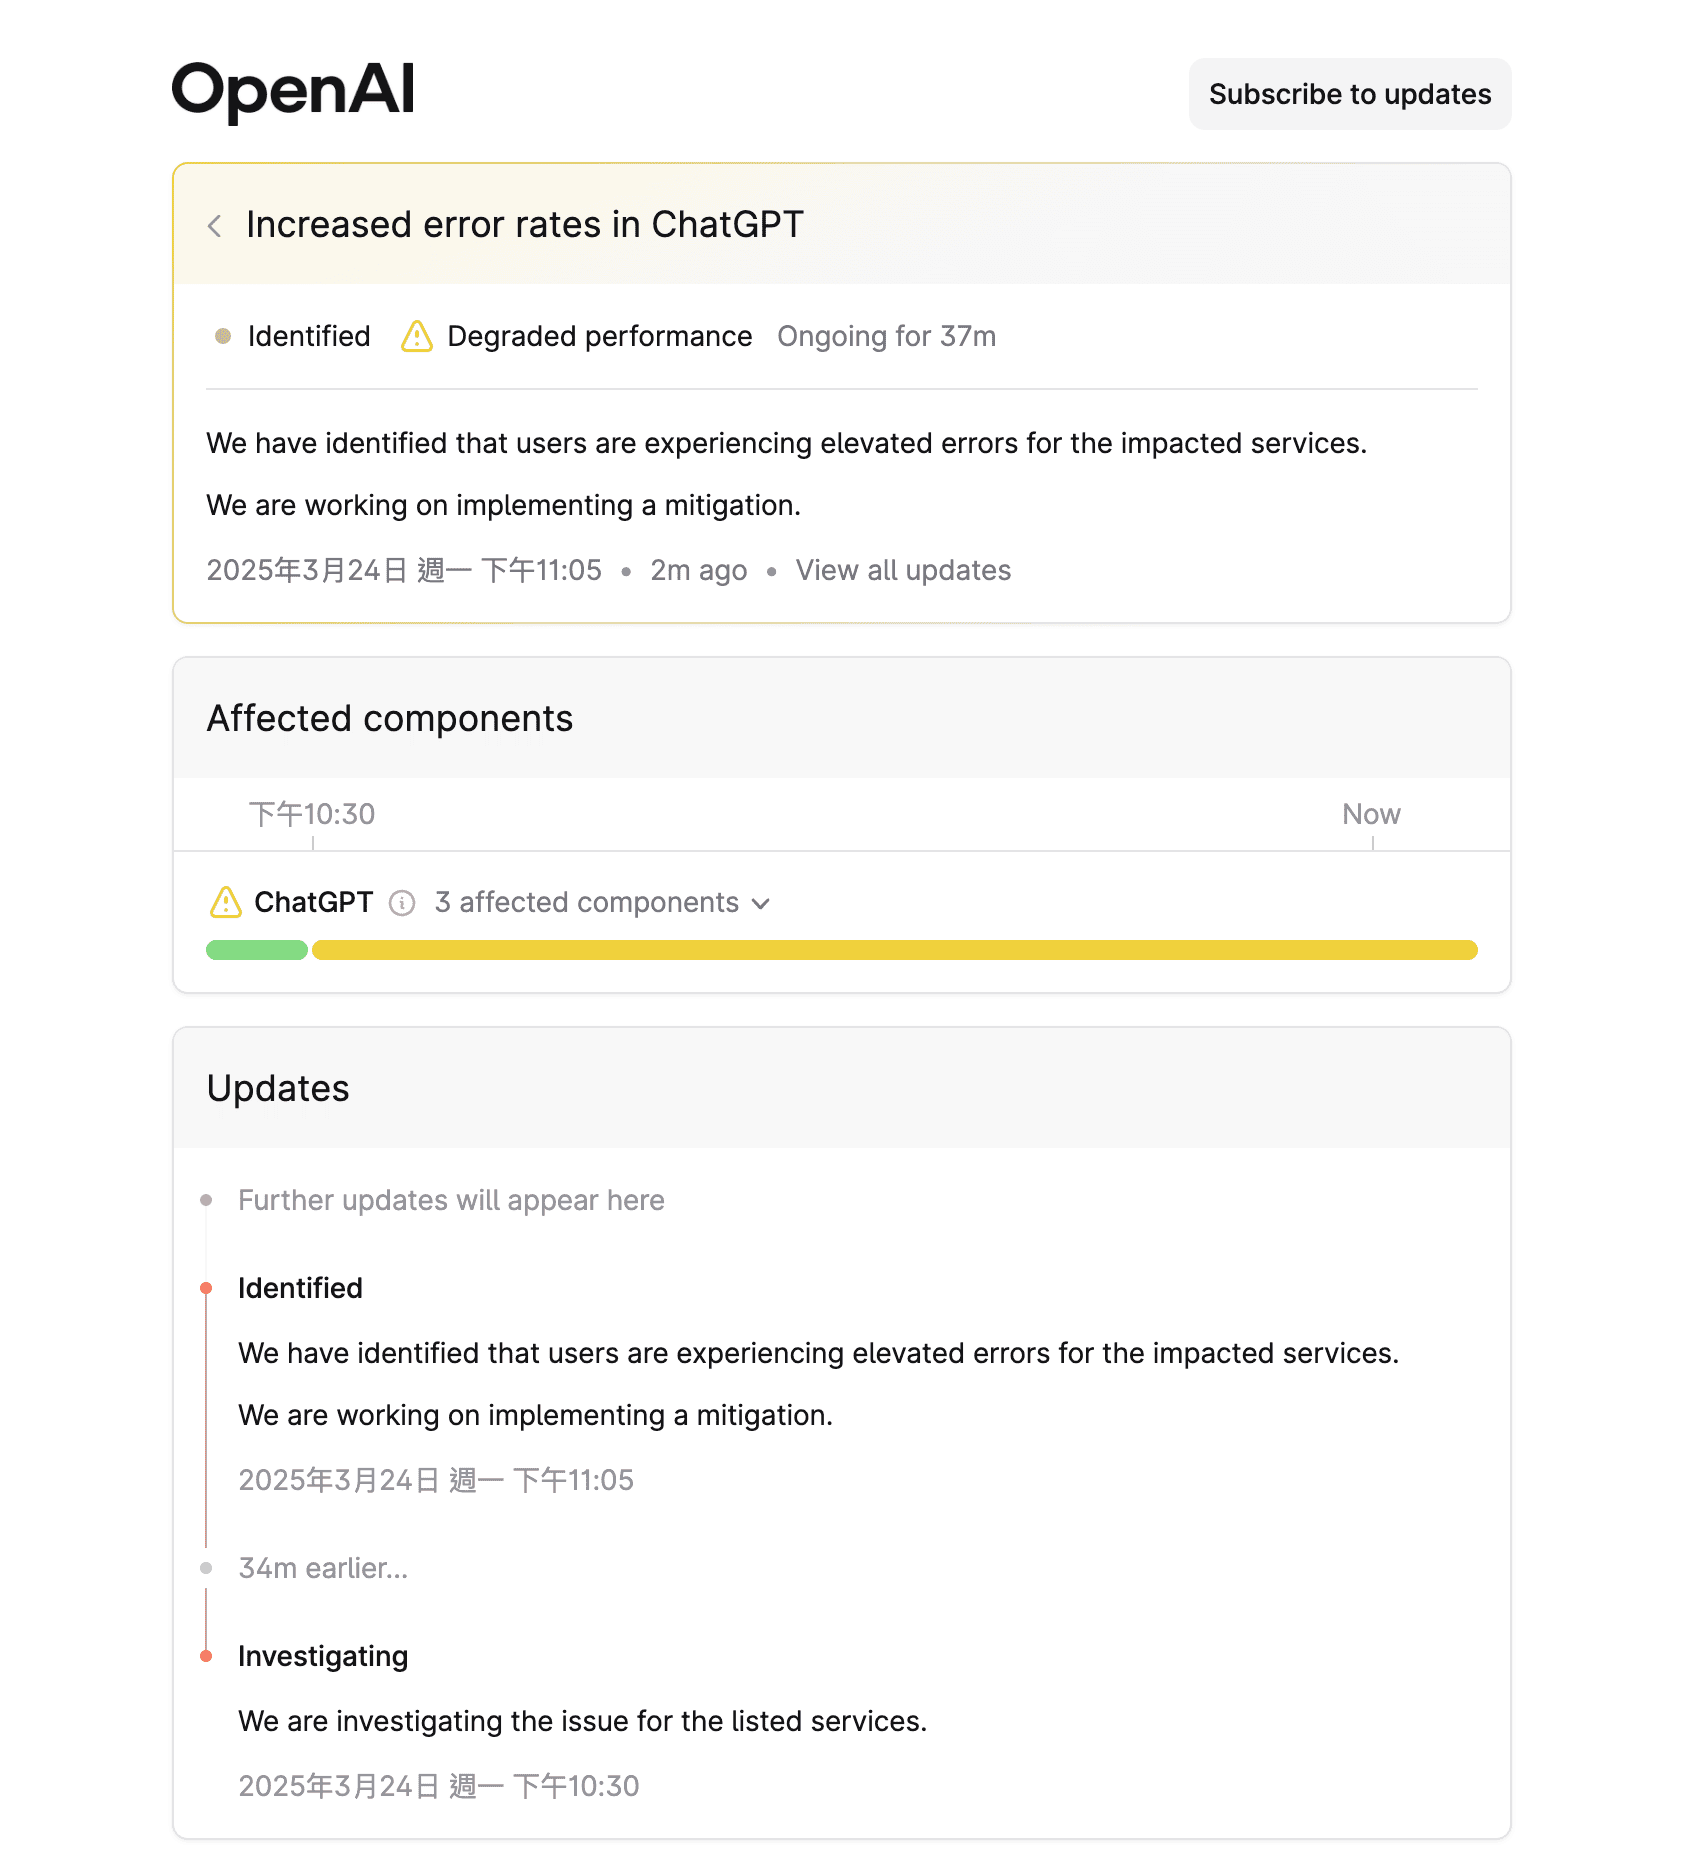 OpenAI
Subscribe to updates
Increased error rates in ChatGPT
Identified Degraded performance Ongoing for 37m
We have identified that users are experiencing elevated errors for the impacted services.
We are working on implementing a mitigation.
2025年3月24日 週一 下午11:05 • 2m ago • View all updates
Affected components
下午10:30 Now
ChatGPT 3 affected components
Updates
Further updates will appear here
Identified
We have identified that users are experiencing elevated errors for the impacted services.
We are working on implementing a mitigation.
2025年3月24日 週一 下午11:05
34m earlier...
Investigating
We are investigating the issue for the listed services.
2025年3月24日 週一 下午10:30